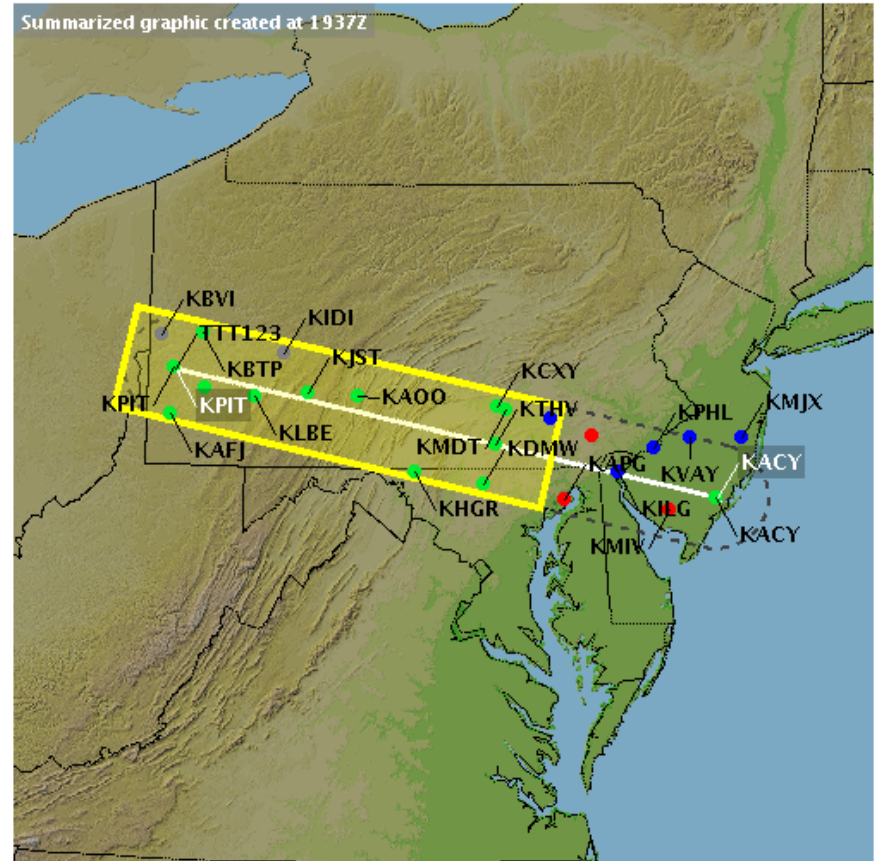 Summarized graphic created at 1937Z
KBVI
TTT123
KIDI
KBTP
KJST
KCXY
KPIT
KPIT
KAOO
KTHV
KPHL
KMJX
KLBE
KMDT
KDMW
KAFJ
KAPG
KVAY
KACY
KHGR
KILG
KMIV
KACY